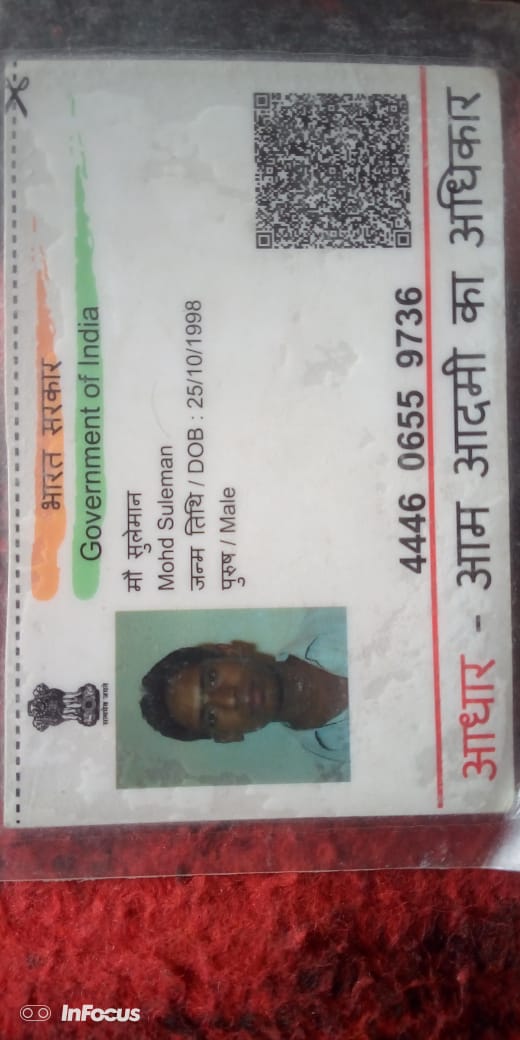 भारत सरकार
Government of India
सत्यमेव जयते
मौ सुलेमान
Mohd Suleman
जन्म तिथि / DOB : 25/10/1998
पुरुष / Male
4446 0655 9736
आधार - आम आदमी का अधिकार
InFocus